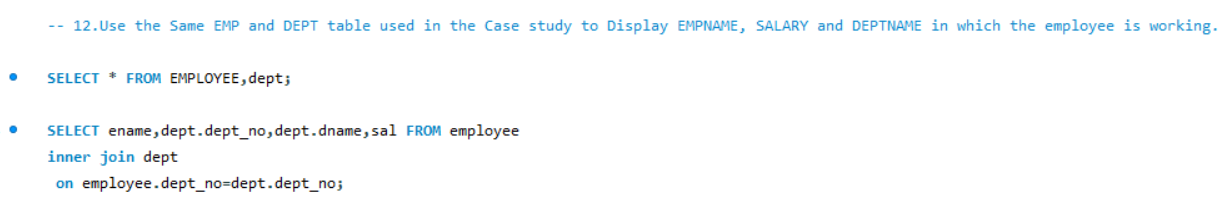 -- 12.Use the Same EMP and DEPT table used in the Case study to Display EMPNAME, SALARY and DEPTNAME in which the employee is working.
SELECT * FROM EMPLOYEE,dept;
SELECT ename,dept.dept_no,dept.dname,sal FROM employee
inner join dept
on employee.dept_no=dept.dept_no;